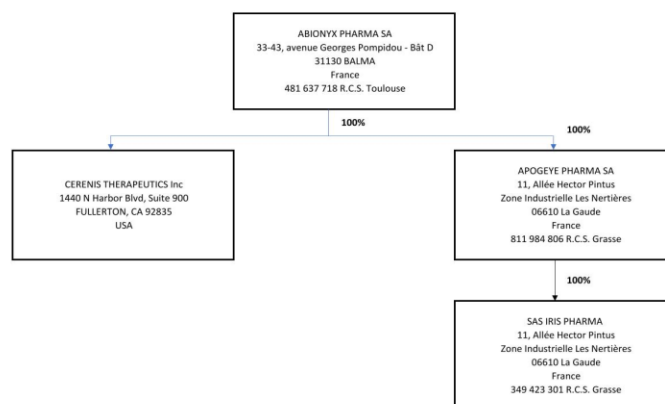 ABIONYX PHARMA SA
33-43, avenue Georges Pompidou - Bât D
31130 BALMA
France
481 637 718 R.C.S. Toulouse
100%
100%
CERENIS THERAPEUTICS Inc
1440 N Harbor Blvd, Suite 900
FULLERTON, CA 92835
USA
APOGEYE PHARMA SA
11, Allée Hector Pintus
Zone Industrielle Les Nertières
06610 La Gaude
France
811 984 806 R.C.S. Grasse
100%
SAS IRIS PHARMA
11, Allée Hector Pintus
Zone Industrielle Les Nertières
06610 La Gaude
France
349 423 301 R.C.S. Grasse